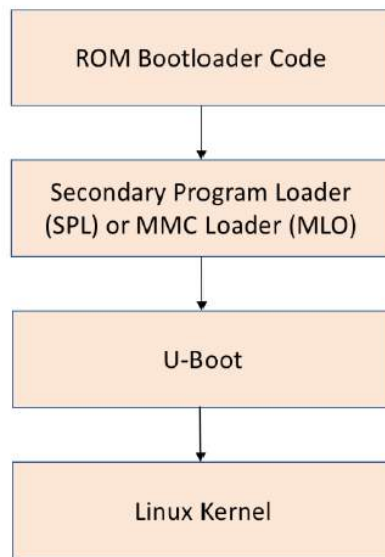 ROM Bootloader Code
Secondary Program Loader
(SPL) or MMC Loader (MLO)
U-Boot
Linux Kernel